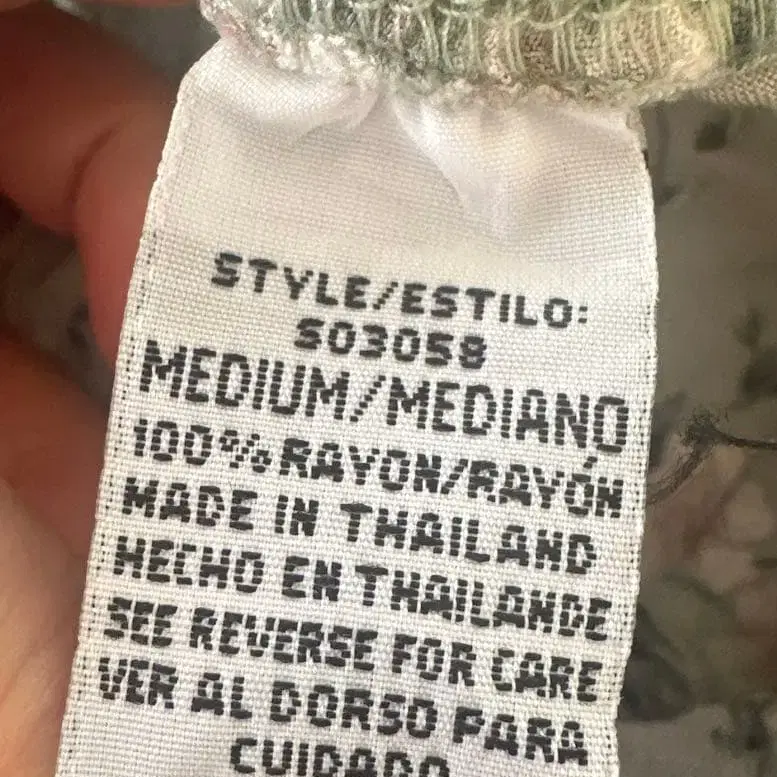 STYLE/ESTILO:
S03058
MEDIUM/MEDIANO
100% RAYON/RAYÓN
MADE IN THAILAND
HECHO EN THAILANDE
SEE REVERSE FOR CARE
VER AL DORSO PARA
CUIDADO